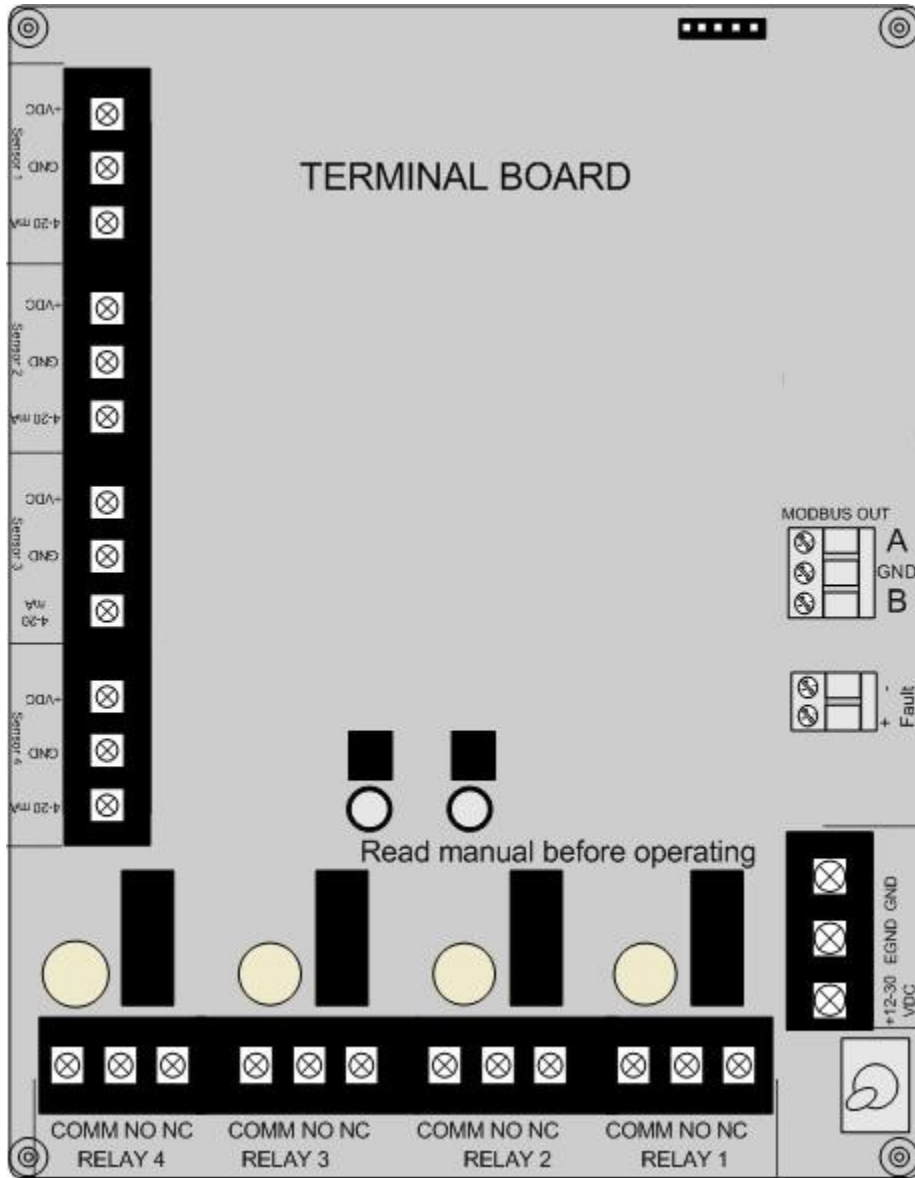 TERMINAL BOARD
+VDC
GND
4-20 mA
Sensor 1
+VDC
GND
4-20 mA
Sensor 2
+VDC
GND
4-20
mA
Sensor 3
+VDC
GND
4-20 mA
Sensor 4
MODBUS OUT
A
GND
B
-
+
Fault
Read manual before operating
GND
EGND
+12-30
VDC
COMM NO NC
RELAY 4
COMM NO NC
RELAY 3
COMM NO NC
RELAY 2
COMM NO NC
RELAY 1